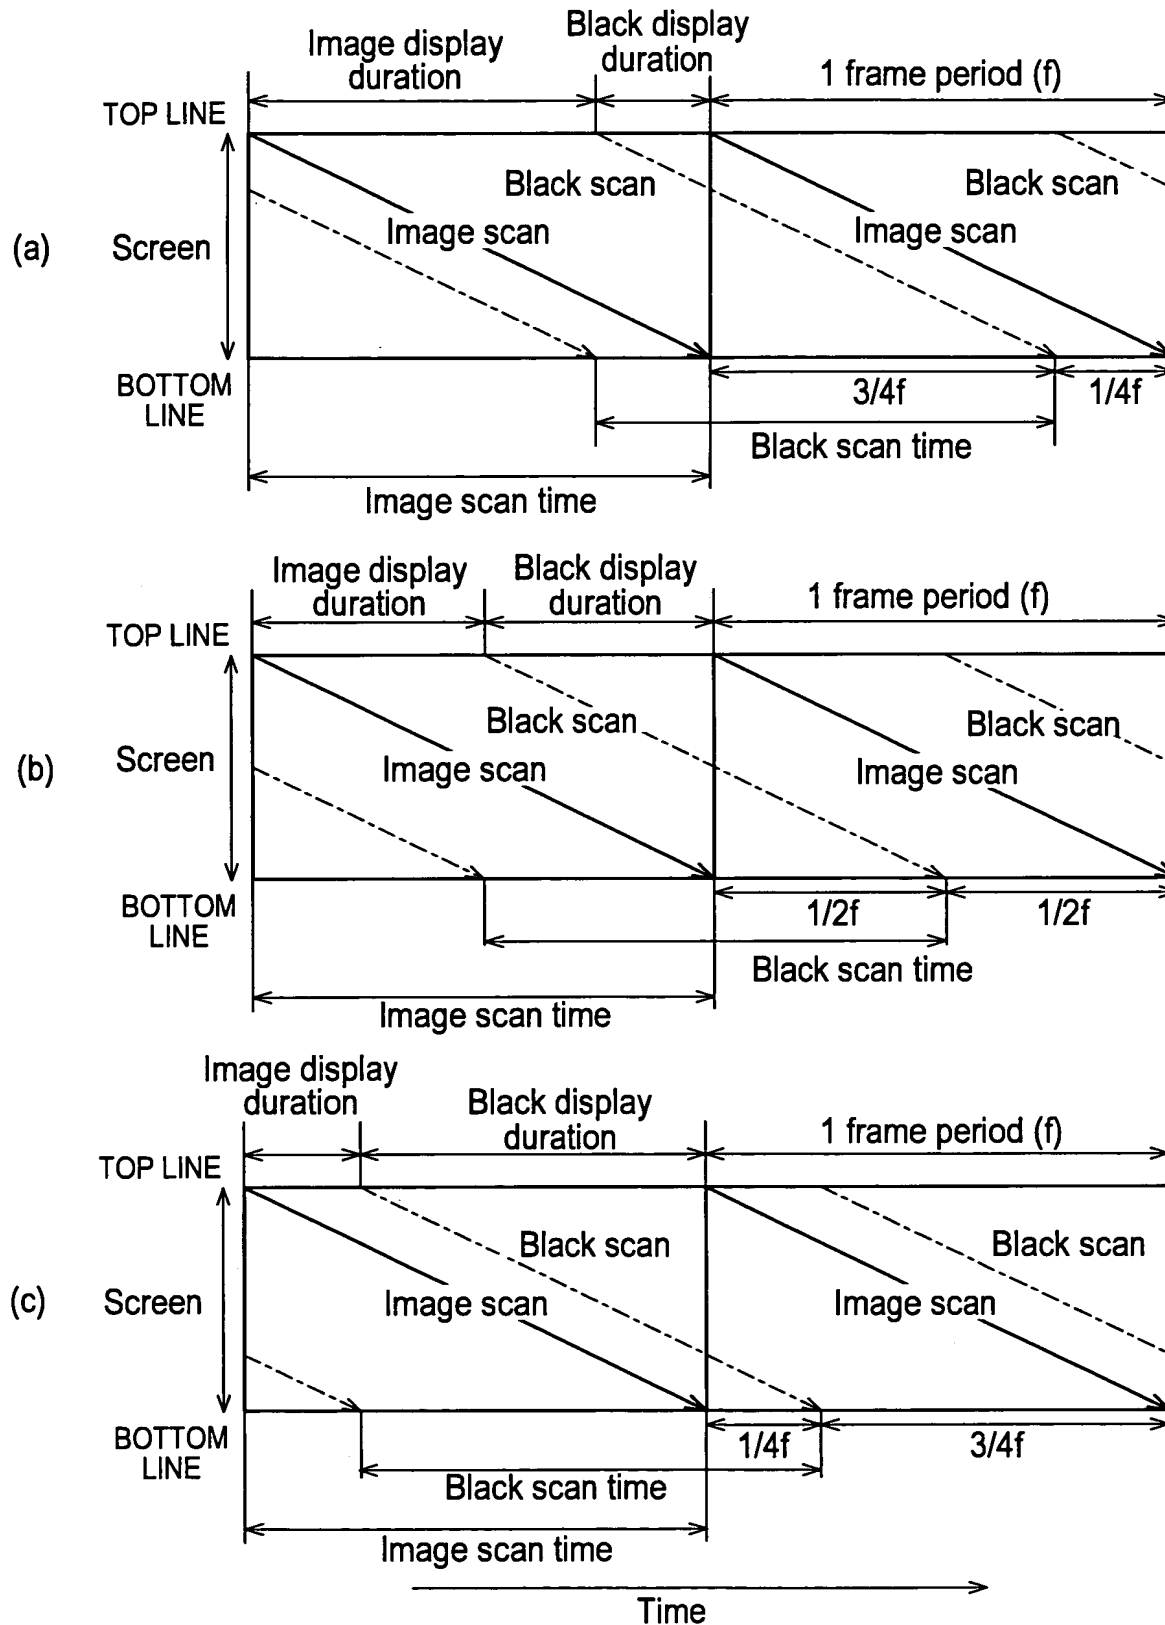 Image display
duration
Black display
duration
1 frame period (f)
TOP LINE
Black scan
Black scan
Image scan
Image scan
(a)
Screen
BOTTOM
LINE
3/4f
1/4f
Black scan time
Image scan time
Image display
duration
Black display
duration
1 frame period (f)
TOP LINE
Black scan
Black scan
(b)
Screen
Image scan
Image scan
BOTTOM
LINE
1/2f
1/2f
Black scan time
Image scan time
Image display
duration
Black display
duration
1 frame period (f)
TOP LINE
Black scan
Black scan
(c)
Screen
Image scan
Image scan
BOTTOM
LINE
1/4f
3/4f
Black scan time
Image scan time
Time